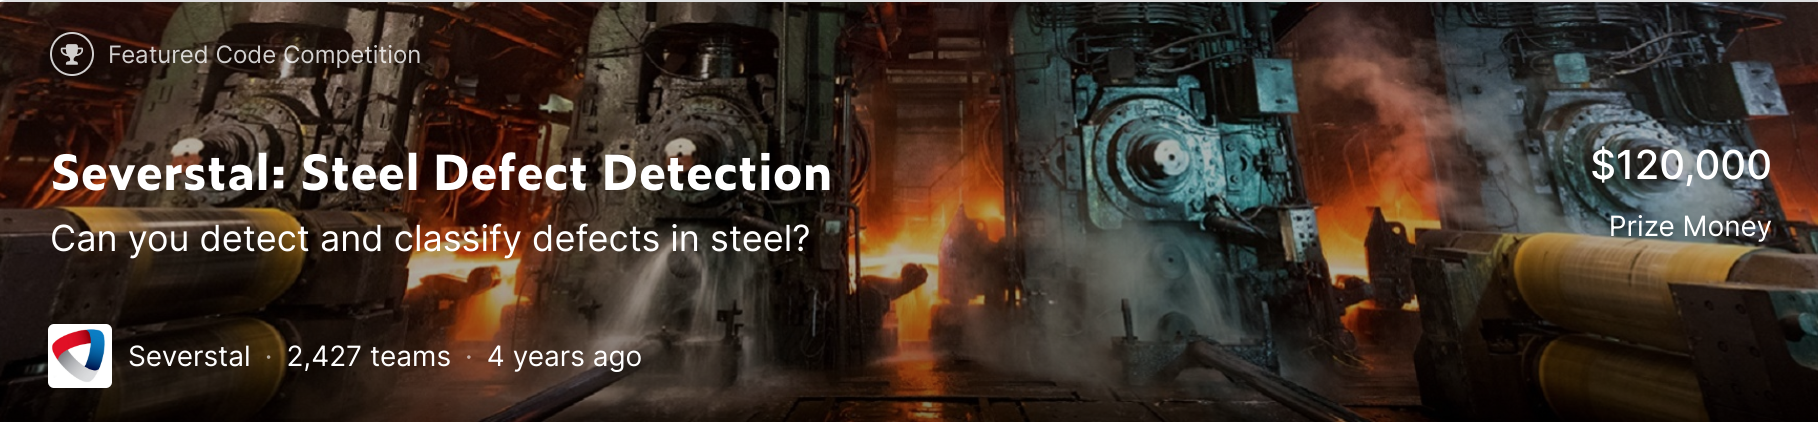 Featured Code Competition
Severstal: Steel Defect Detection
$120,000
Can you detect and classify defects in steel?
Prize Money
Severstal · 2,427 teams · 4 years ago